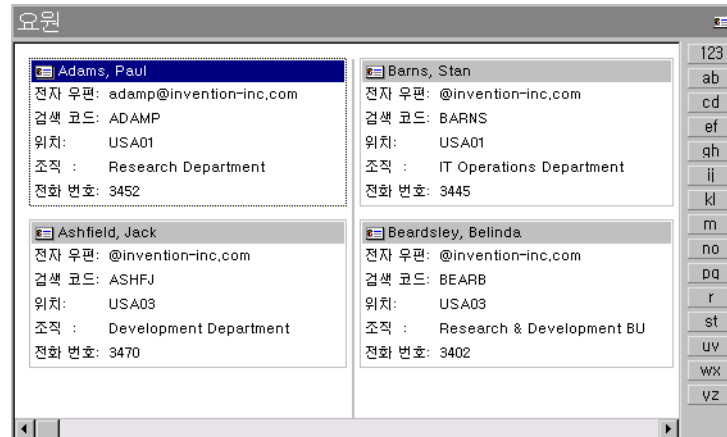 요원
Adams, Paul
전자 우편: adamp@invention-inc.com
검색 코드: ADAMP
위치: USA01
조직 : Research Department
전화 번호: 3452
Barns, Stan
전자 우편: @invention-inc.com
검색 코드: BARNS
위치: USA01
조직 : IT Operations Department
전화 번호: 3445
Ashfield, Jack
전자 우편: @invention-inc.com
검색 코드: ASHFJ
위치: USA03
조직 : Development Department
전화 번호: 3470
Beardsley, Belinda
전자 우편: @invention-inc.com
검색 코드: BEARB
위치: USA03
조직 : Research & Development BU
전화 번호: 3402
123
ab
cd
ef
gh
ij
kl
m
no
pq
r
st
uv
wx
yz